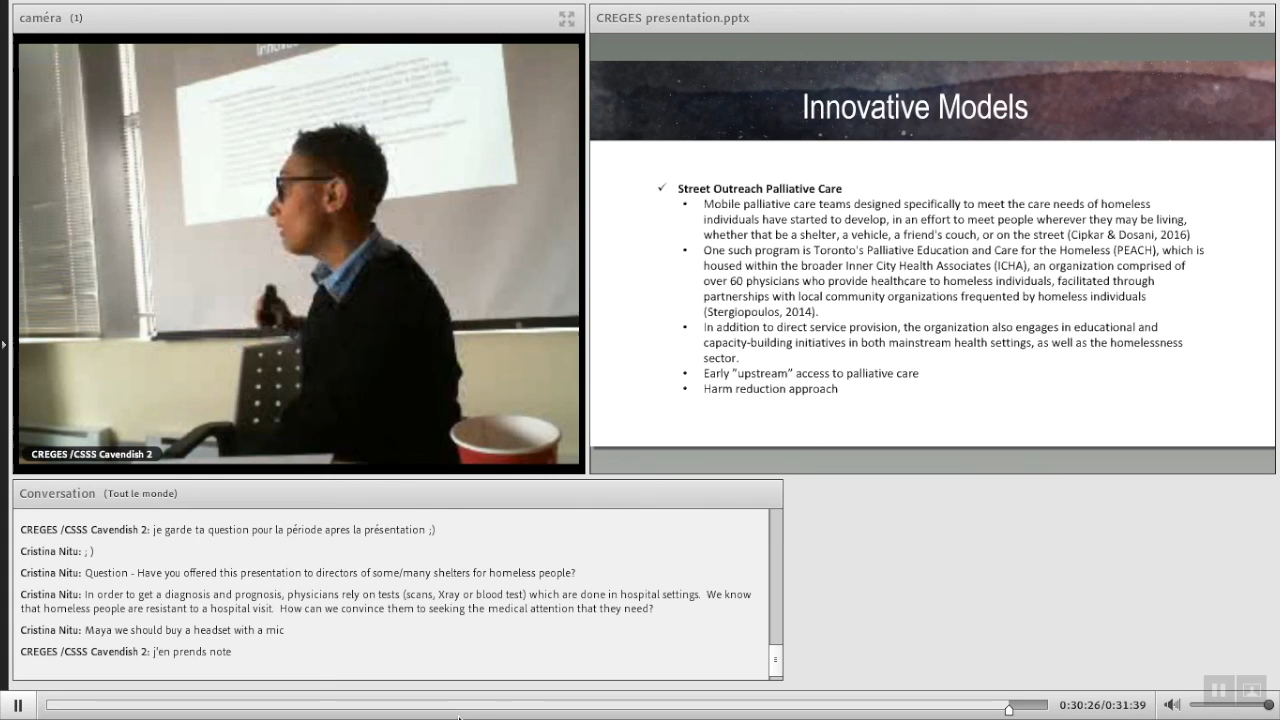 caméra (1)
CREGES presentation.pptx
CREGES /CSSS Cavendish 2
Innovative Models
✓ Street Outreach Palliative Care
• Mobile palliative care teams designed specifically to meet the care needs of homeless
individuals have started to develop, in an effort to meet people wherever they may be living,
whether that be a shelter, a vehicle, a friend's couch, or on the street (Cipkar & Dosani, 2016)
• One such program is Toronto's Palliative Education and Care for the Homeless (PEACH), which is
housed within the broader Inner City Health Associates (ICHA), an organization comprised of
over 60 physicians who provide healthcare to homeless individuals, facilitated through
partnerships with local community organizations frequented by homeless individuals
(Stergiopoulos, 2014).
• In addition to direct service provision, the organization also engages in educational and
capacity-building initiatives in both mainstream health settings, as well as the homelessness
sector.
• Early “upstream” access to palliative care
• Harm reduction approach
Conversation (Tout le monde)
CREGES /CSSS Cavendish 2: je garde ta question pour la période apres la présentation ;)
Cristina Nitu: ; )
Cristina Nitu: Question - Have you offered this presentation to directors of some/many shelters for homeless people?
Cristina Nitu: In order to get a diagnosis and prognosis, physicians rely on tests (scans, Xray or blood test) which are done in hospital settings. We know
that homeless people are resistant to a hospital visit. How can we convince them to seeking the medical attention that they need?
Cristina Nitu: Maya we should buy a headset with a mic
CREGES /CSSS Cavendish 2: j'en prends note
0:30:26/0:31:39